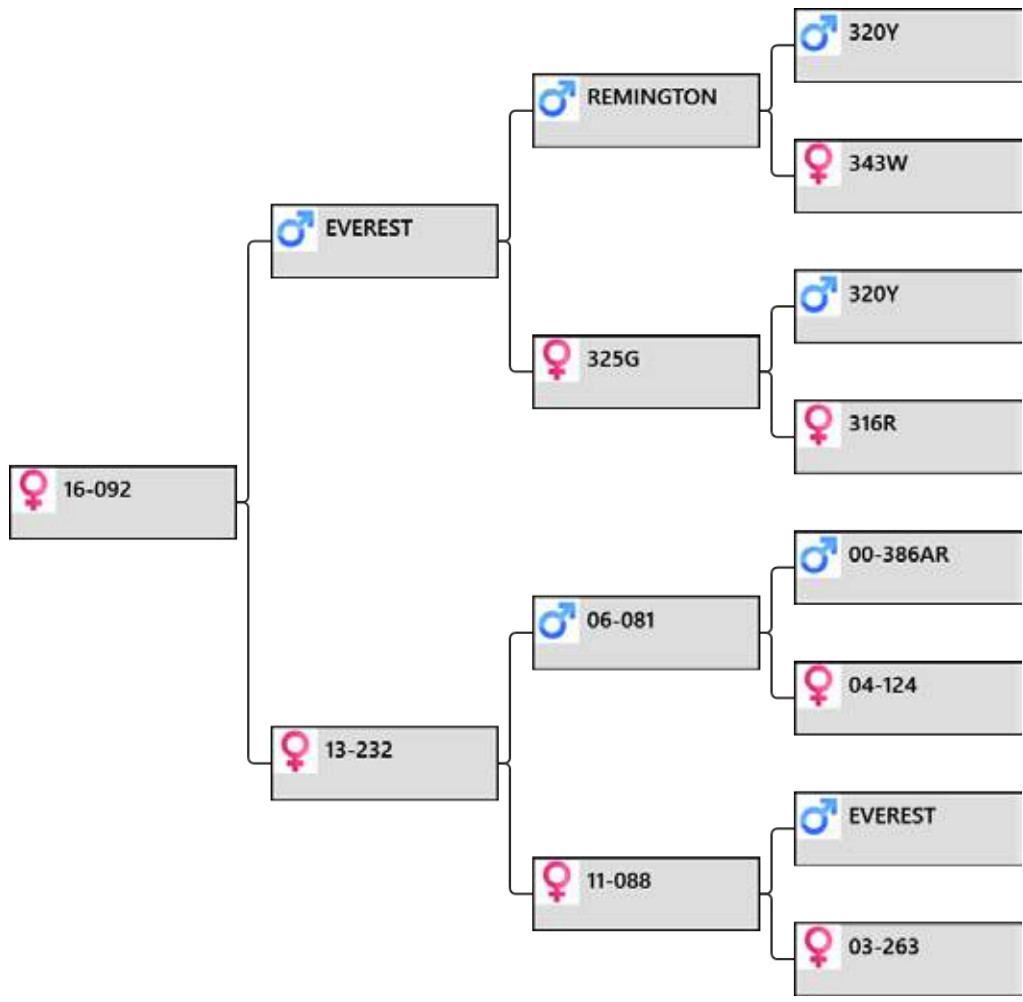 320Y
REMINGTON
343W
EVEREST
320Y
325G
316R
16-092
00-386AR
06-081
04-124
13-232
EVEREST
11-088
03-263